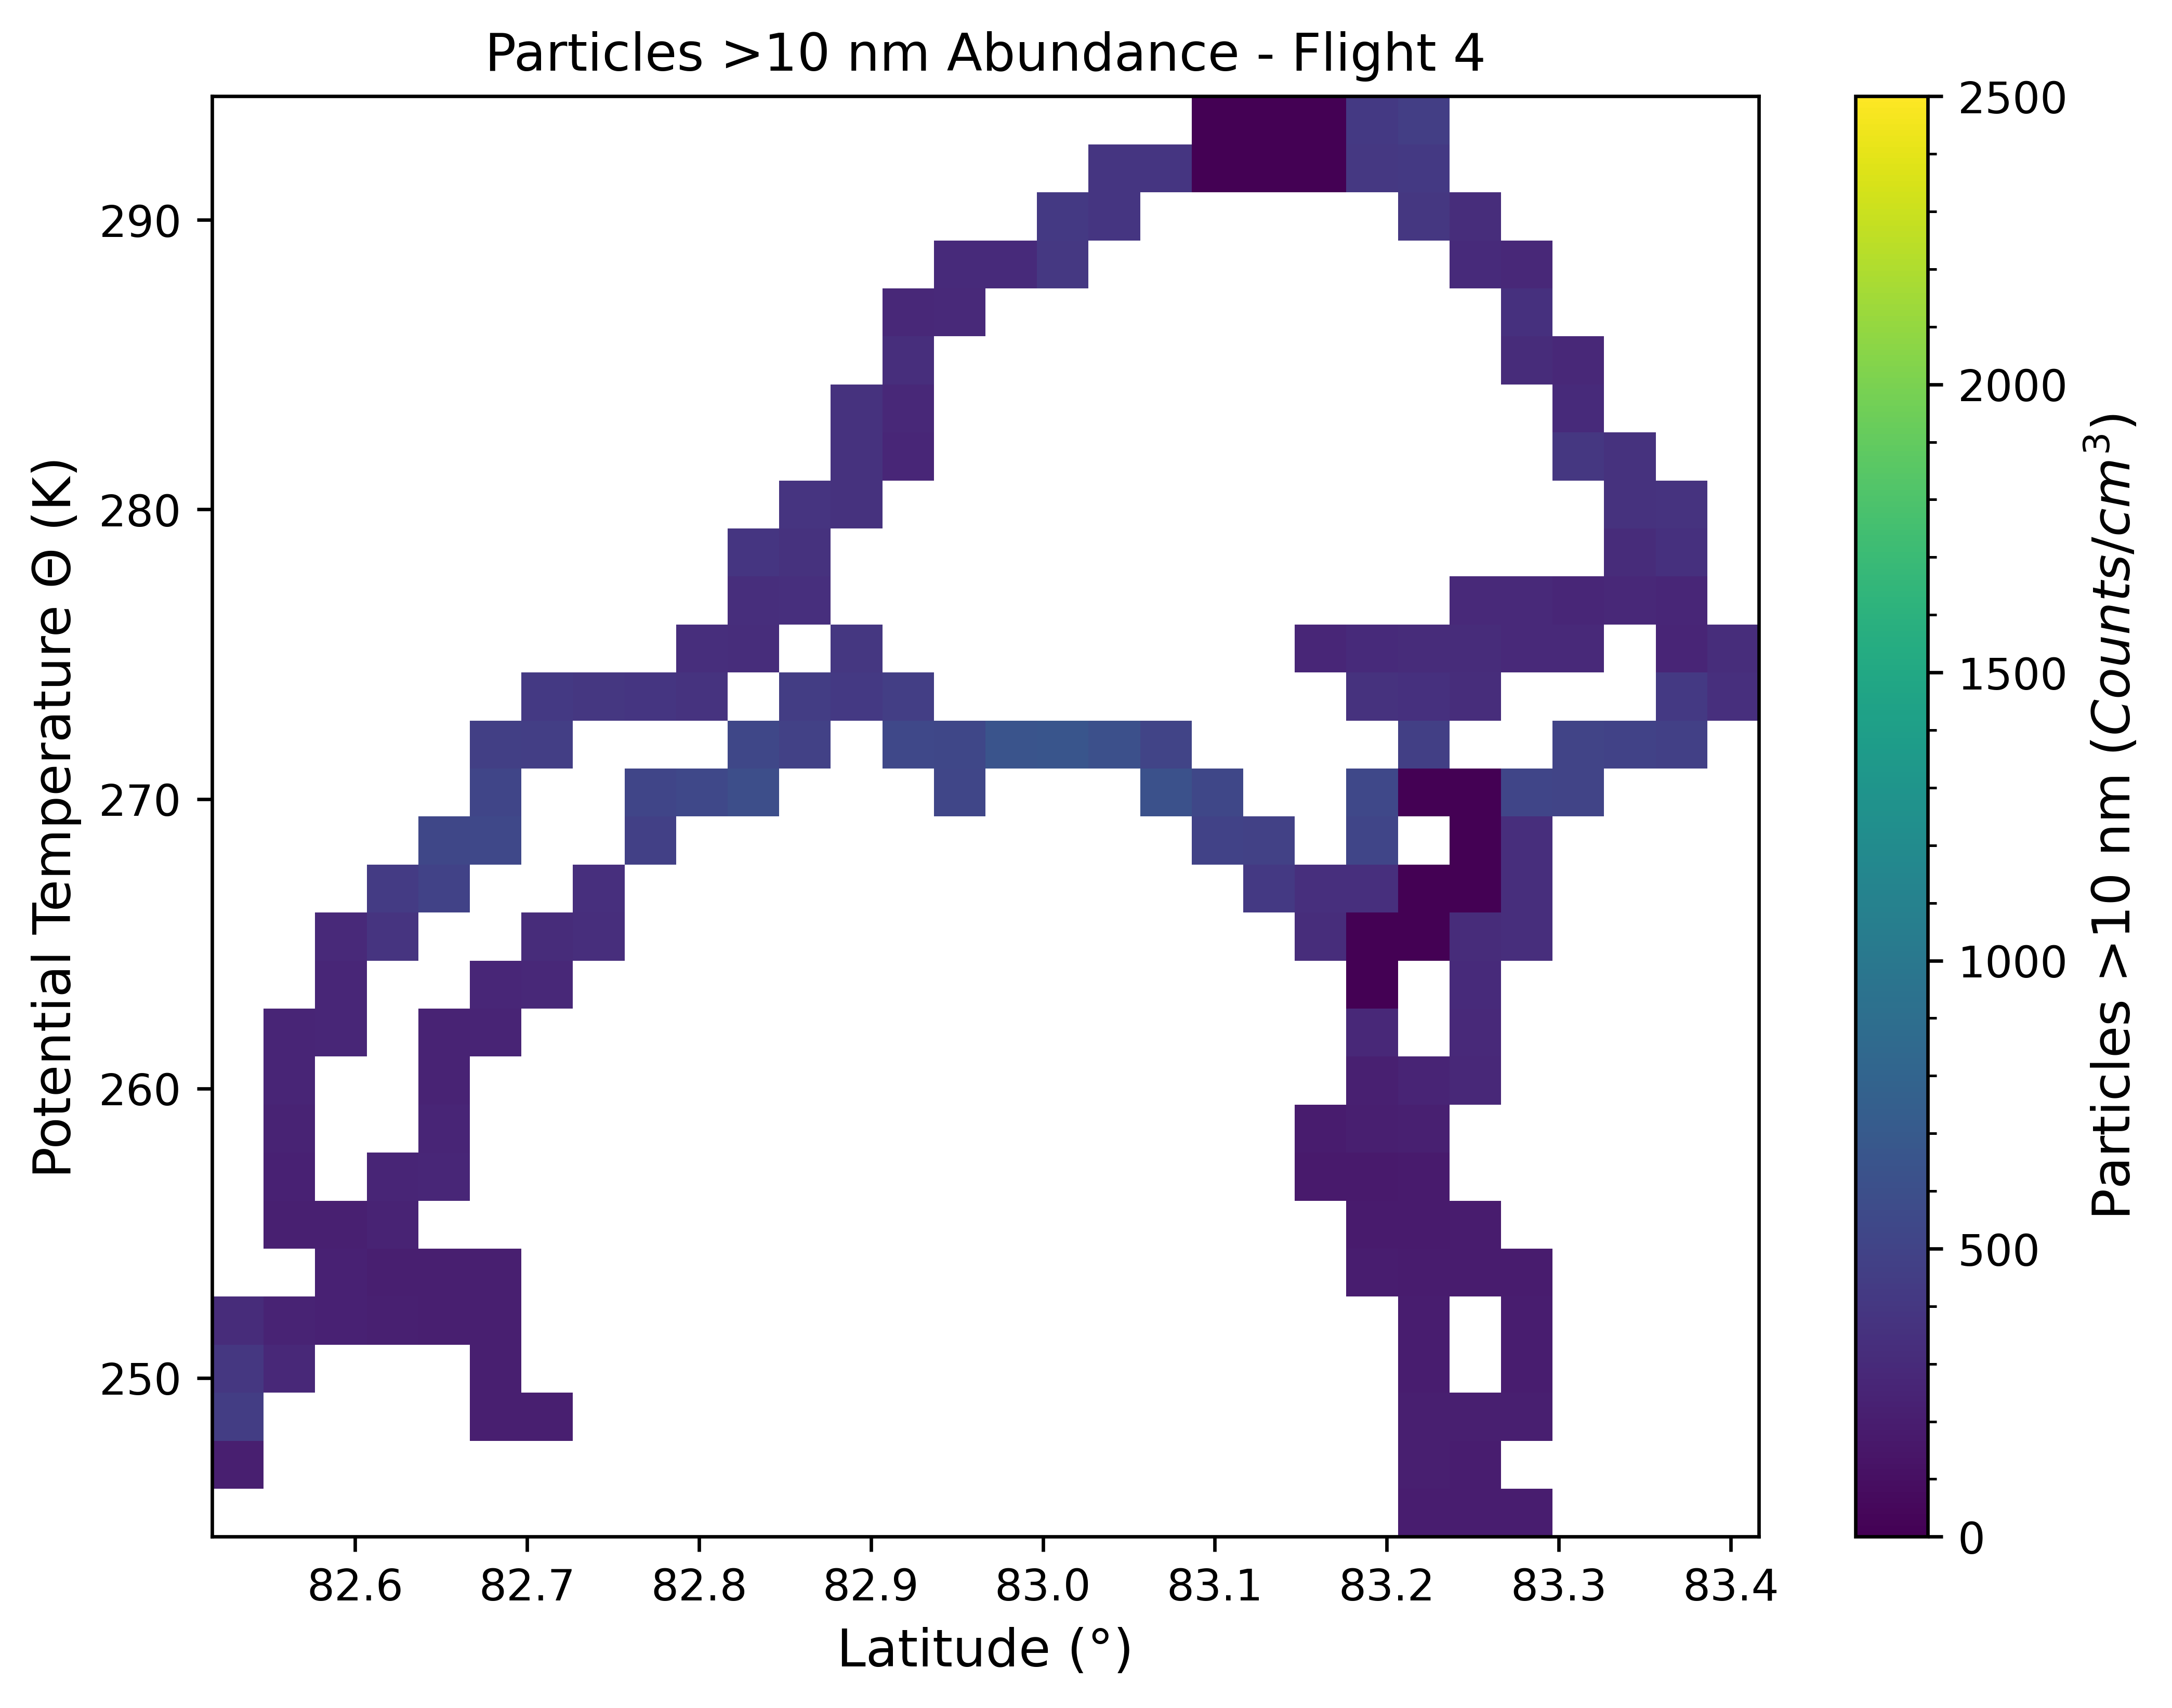 Particles >10 nm Abundance - Flight 4
Potential Temperature Θ (K)
290
280
270
260
250
82.6 82.7 82.8 82.9 83.0 83.1 83.2 83.3 83.4
Latitude (°)
2500
2000
1500
1000
500
0
Particles >10 nm (Counts/cm³)